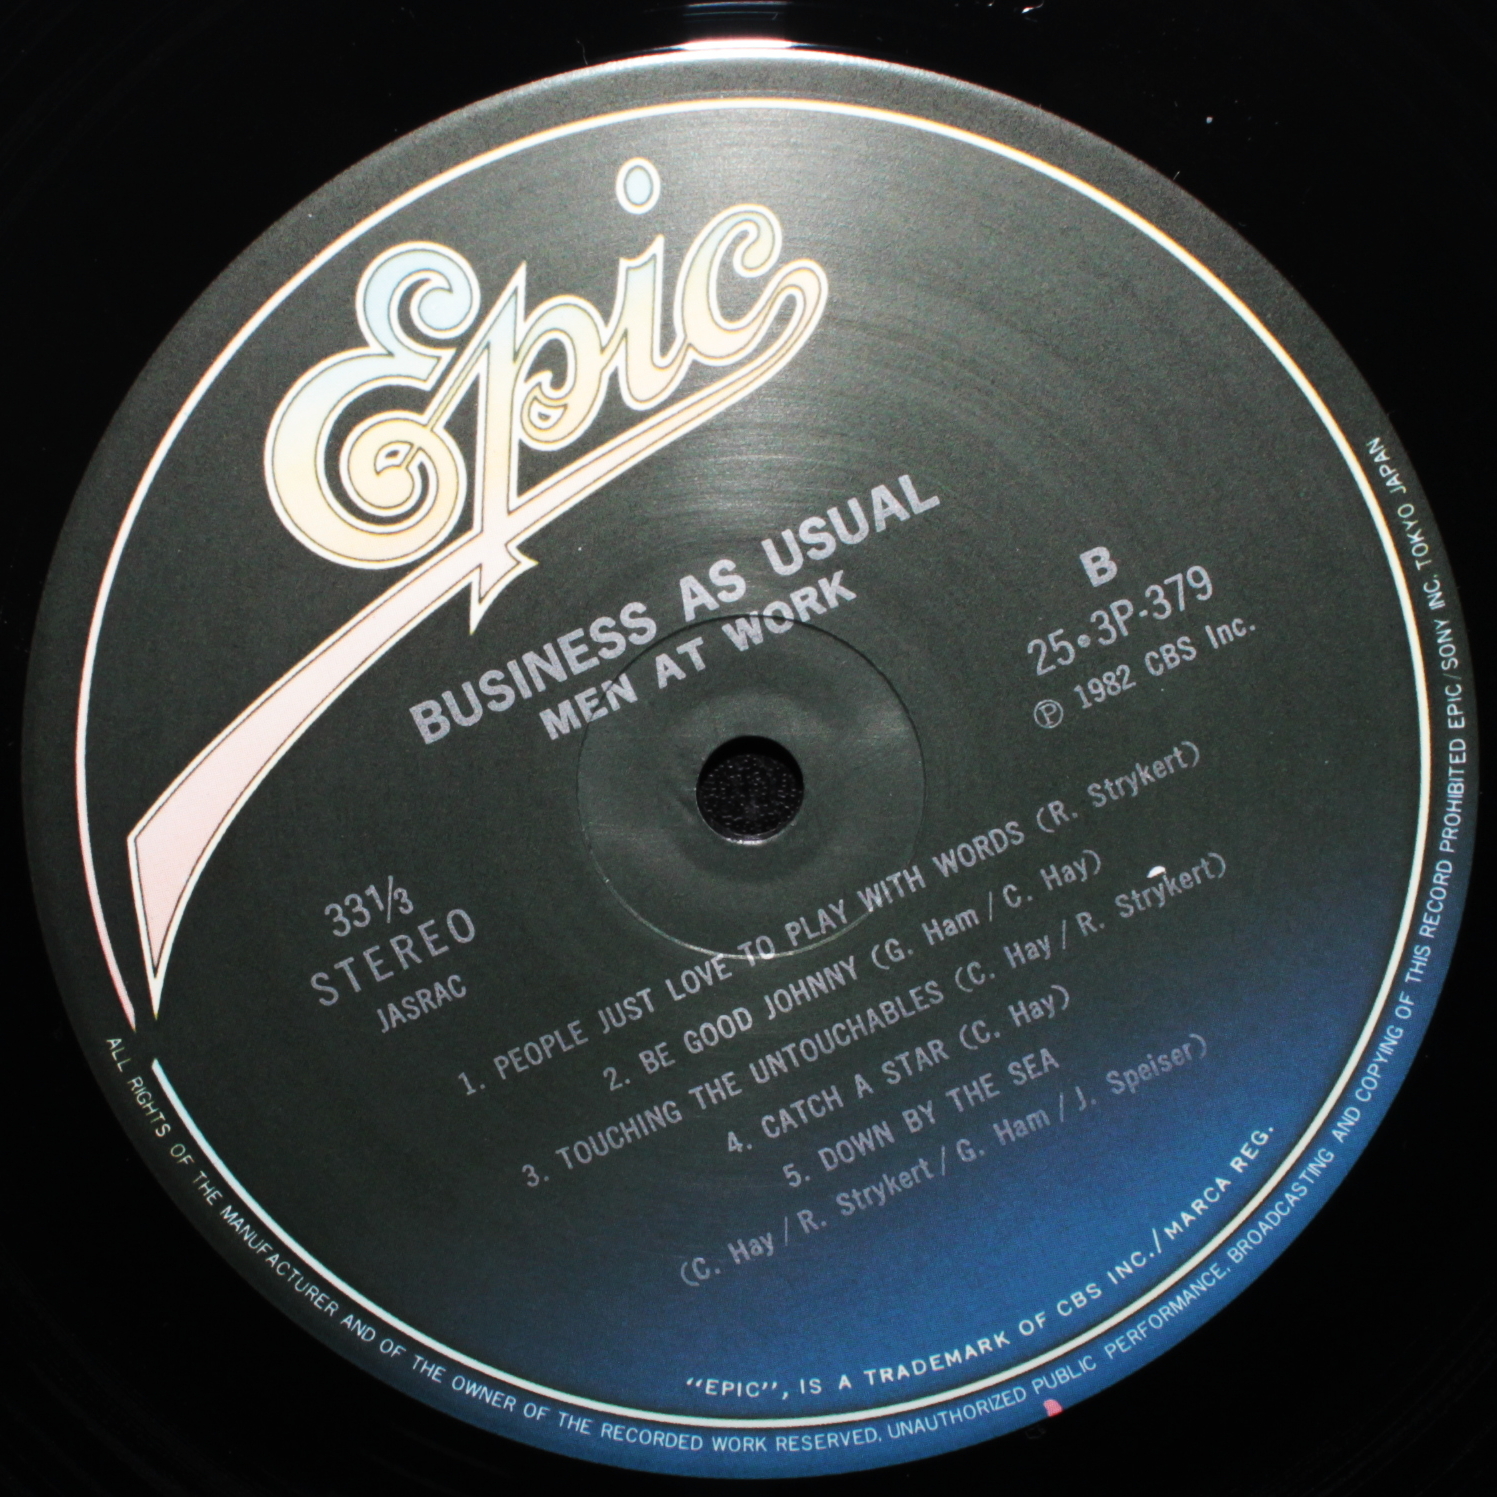 Epic
BUSINESS AS USUAL
MEN AT WORK
B
25•3P-379
Ⓟ 1982 CBS Inc.
33⅓
STEREO
JASRAC
1. PEOPLE JUST LOVE TO PLAY WITH WORDS (R. Strykert)
2. BE GOOD JOHNNY (G. Ham / C. Hay)
3. TOUCHING THE UNTOUCHABLES (C. Hay / R. Strykert)
4. CATCH A STAR (C. Hay)
5. DOWN BY THE SEA
(C. Hay / R. Strykert / G. Ham / J. Speiser)
“EPIC”, IS A TRADEMARK OF CBS INC./MARCA REG.
ALL RIGHTS OF THE MANUFACTURER AND OF THE OWNER OF THE RECORDED WORK RESERVED. UNAUTHORIZED PUBLIC PERFORMANCE, BROADCASTING AND COPYING OF THIS RECORD PROHIBITED EPIC/SONY INC. TOKYO JAPAN